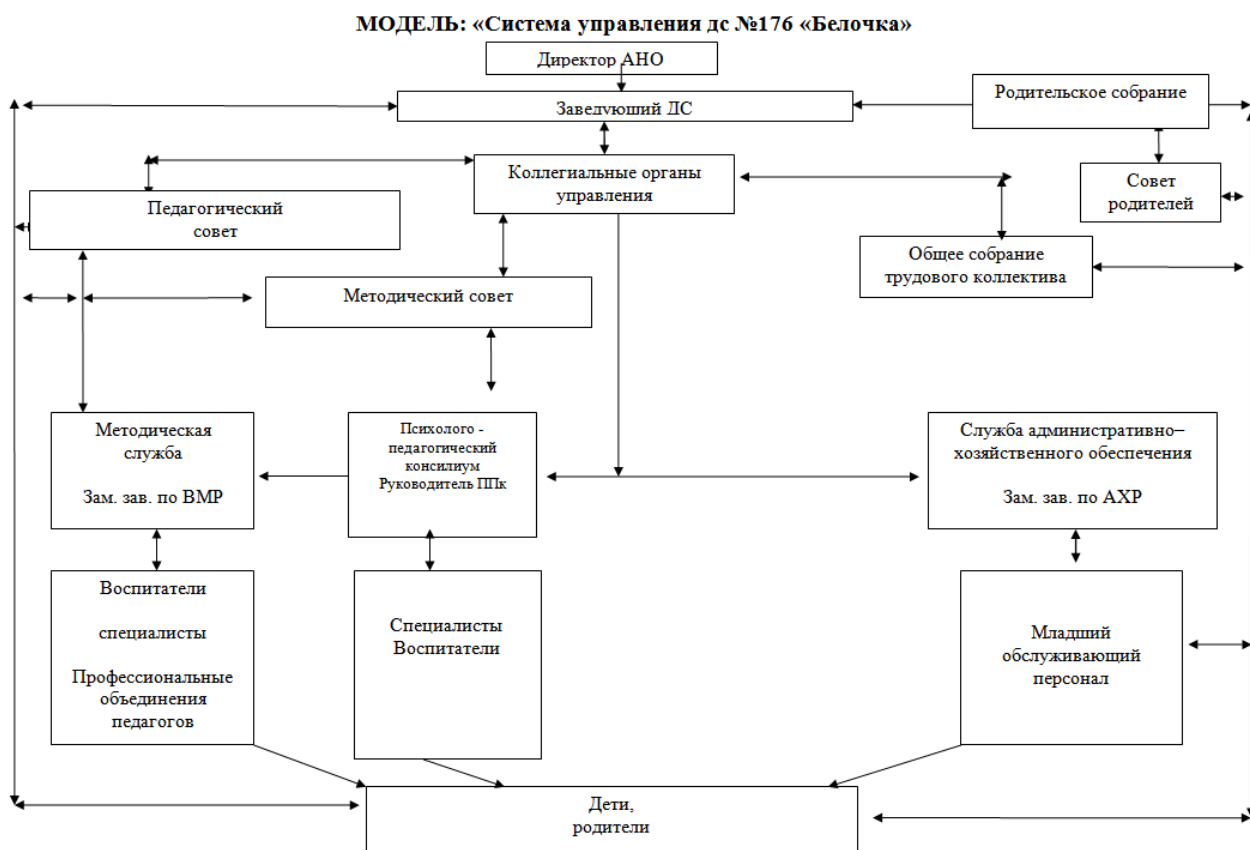 МОДЕЛЬ: «Система управления дс №176 «Белочка»
Директор АНО
Заведующий ДС
Родительское собрание
Коллегиальные органы
управления
Совет
родителей
Педагогический
совет
Общее собрание
трудового коллектива
Методический совет
Методическая
служба
Зам. зав. по ВМР
Психолого -
педагогический
консилиум
Руководитель ППк
Служба административно–
хозяйственного обеспечения
Зам. зав. по АХР
Воспитатели
специалисты
Профессиональные
объединения
педагогов
Специалисты
Воспитатели
Младший
обслуживающий
персонал
Дети,
родители